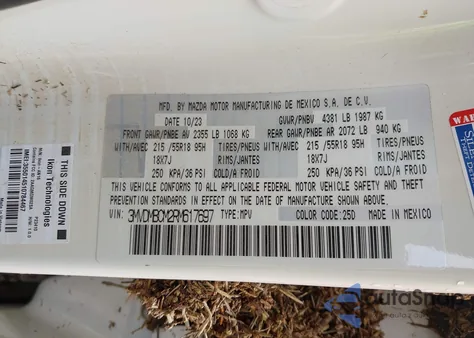 MFD. BY MAZDA MOTOR MANUFACTURING DE MEXICO S.A. DE C.V.
DATE 10/23 GVWR/PNBV 4381 LB 1987 KG
FRONT GAWR/PNBE AV 2355 LB 1068 KG REAR GAWR/PNBE AR 2072 LB 940 KG
WITH/AVEC 215/55R18 95H TIRES/PNEU WITH/AVEC 215/55R18 95H TIRES/PNEU
18X7J RIMS/JANTES 18X7J RIMS/JANTES
250 KPA/36 PSI COLD/A FROID 250 KPA/36 PSI COLD/A FROID
THIS VEHICLE CONFORMS TO ALL APPLICABLE FEDERAL MOTOR VEHICLE SAFETY AND THEFT
PREVENTION STANDARDS IN EFFECT ON THE DATE OF MANUFACTURE SHOWN ABOVE.
VIN: 3MVDMBCM2RM617697 TYPE:MPV COLOR CODE: 25D MADE IN MEXICO
THIS SIDE DOWN
Ikon Technologies